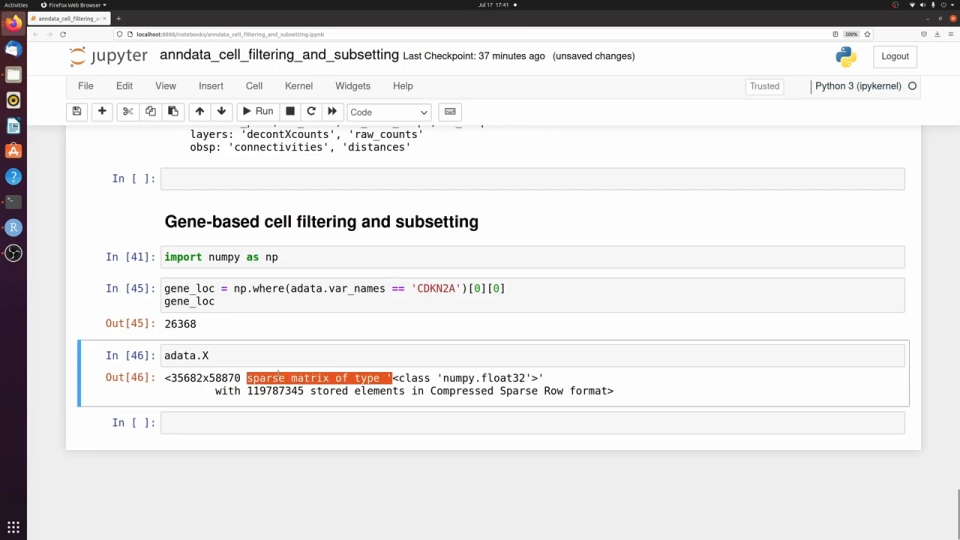 Activities
Firefox Web Browser
Jul 17 17:41
anndata_cell_filtering_
localhost:8888/notebooks/anndata_cell_filtering_and_subsetting.ipynb
200%
jupyter
anndata_cell_filtering_and_subsetting Last Checkpoint: 37 minutes ago (unsaved changes)
Logout
File Edit View Insert Cell Kernel Widgets Help
Trusted
Python 3 (ipykernel)
Run
Code
layers: 'decontXcounts', 'raw_counts'
obsp: 'connectivities', 'distances'
In [ ]:
Gene-based cell filtering and subsetting
In [41]: import numpy as np
In [45]: gene_loc = np.where(adata.var_names == 'CDKN2A')[0][0]
gene_loc
Out[45]: 26368
In [46]: adata.X
Out[46]: <35682x58870 sparse matrix of type '<class 'numpy.float32'>'
with 119787345 stored elements in Compressed Sparse Row format>
In [ ]: